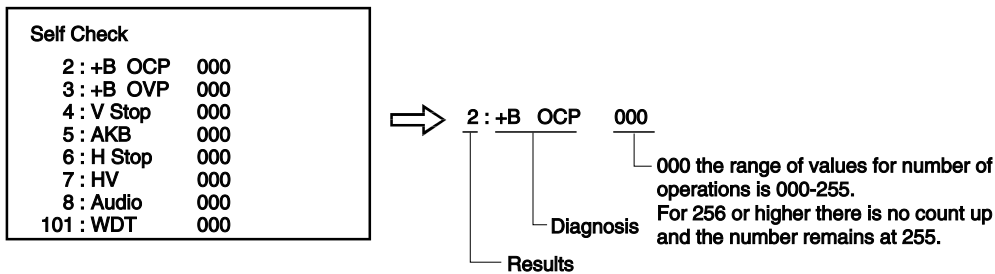 Self Check
2 : +B OCP 000
3 : +B OVP 000
4 : V Stop 000
5 : AKB 000
6 : H Stop 000
7 : HV 000
8 : Audio 000
101 : WDT 000
2 : +B OCP 000
000 the range of values for number of
operations is 000-255.
For 256 or higher there is no count up
and the number remains at 255.
Diagnosis
Results